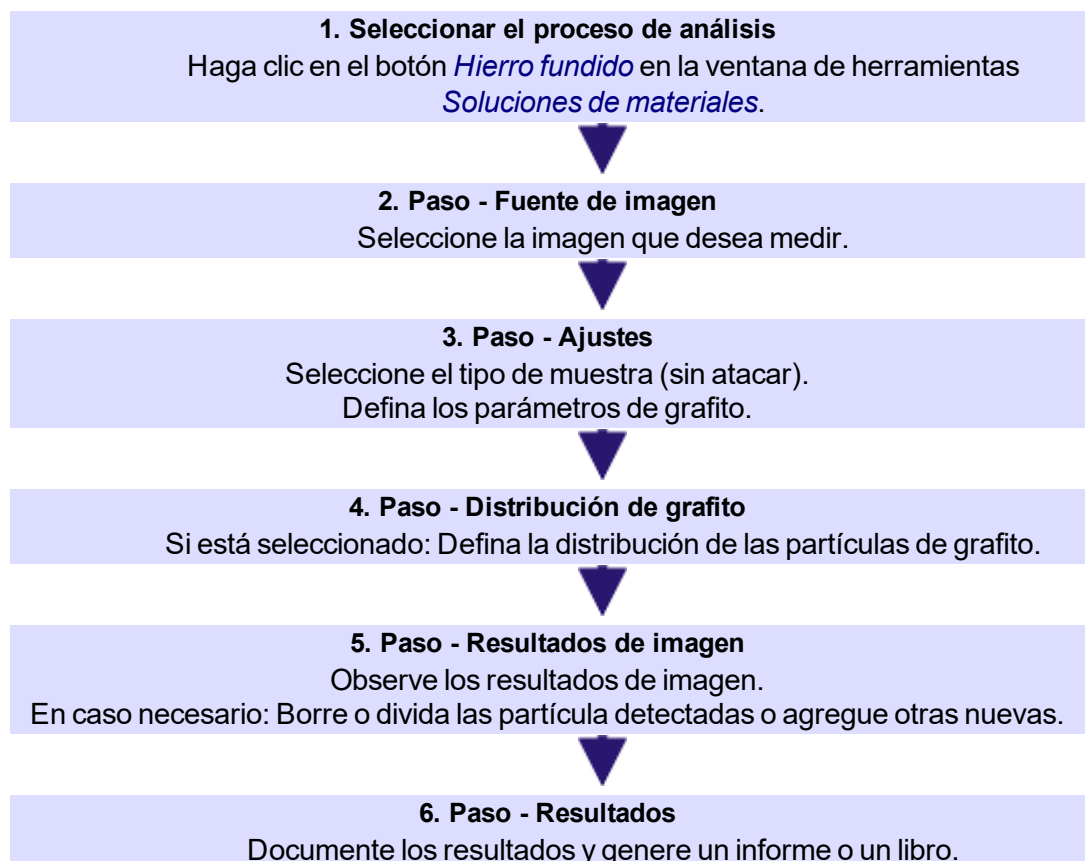 1. Seleccionar el proceso de análisis
Haga clic en el botón Hierro fundido en la ventana de herramientas
Soluciones de materiales.
2. Paso - Fuente de imagen
Seleccione la imagen que desea medir.
3. Paso - Ajustes
Seleccione el tipo de muestra (sin atacar).
Defina los parámetros de grafito.
4. Paso - Distribución de grafito
Si está seleccionado: Defina la distribución de las partículas de grafito.
5. Paso - Resultados de imagen
Observe los resultados de imagen.
En caso necesario: Borre o divida las partícula detectadas o agregue otras nuevas.
6. Paso - Resultados
Documente los resultados y genere un informe o un libro.